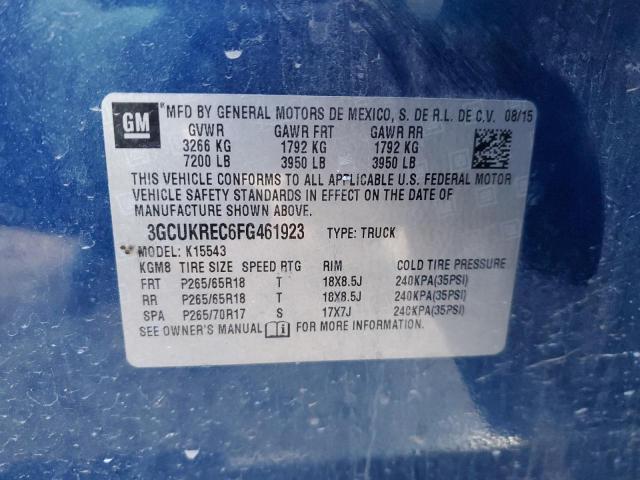 GM
MFD BY GENERAL MOTORS DE MEXICO, S. DE R.L. DE C.V. 08/15
GVWR GAWR FRT GAWR RR
3266 KG 1792 KG 1792 KG
7200 LB 3950 LB 3950 LB
THIS VEHICLE CONFORMS TO ALL APPLICABLE U.S. FEDERAL MOTOR
VEHICLE SAFETY STANDARDS IN EFFECT ON THE DATE OF
MANUFACTURE SHOWN ABOVE.
3GCUKREC6FG461923 TYPE: TRUCK
MODEL: K15543
KGM8 TIRE SIZE SPEED RTG RIM COLD TIRE PRESSURE
FRT P265/65R18 T 18X8.5J 240KPA(35PSI)
RR P265/65R18 T 18X8.5J 240KPA(35PSI)
SPA P265/70R17 S 17X7J 240KPA(35PSI)
SEE OWNER'S MANUAL FOR MORE INFORMATION.